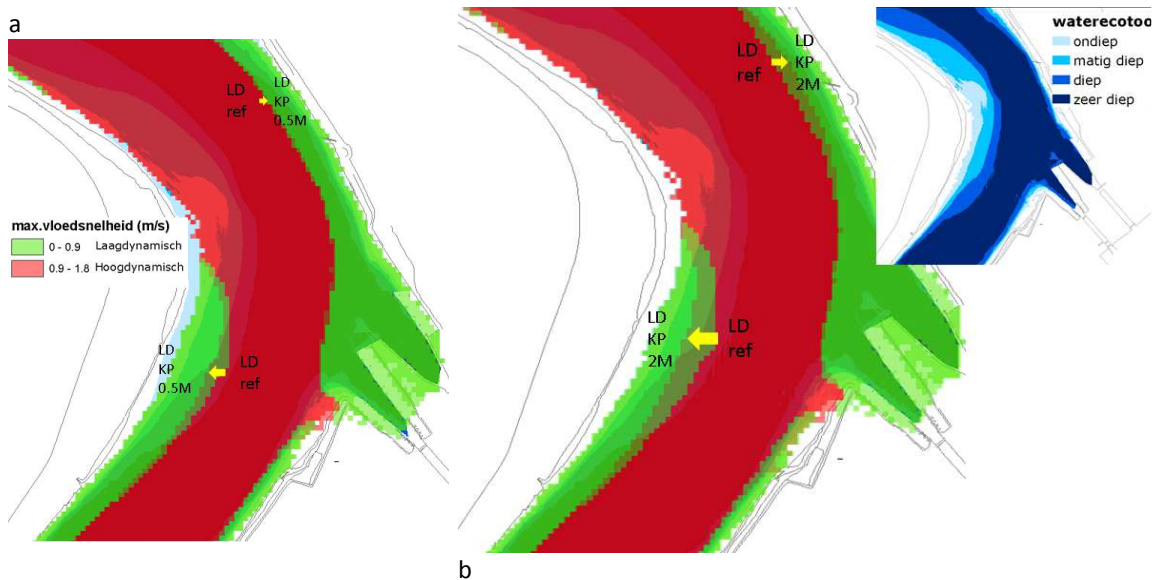 a
LD
ref
LD
KP
0.5M
max.vloedsnelheid (m/s)
0 - 0.9 Laagdynamisch
0.9 - 1.8 Hoogdynamisch
LD
KP
0.5M
LD
ref
LD
ref
LD
KP
2M
LD
KP
2M
LD
ref
b
waterecotoo
ondiep
matig diep
diep
zeer diep